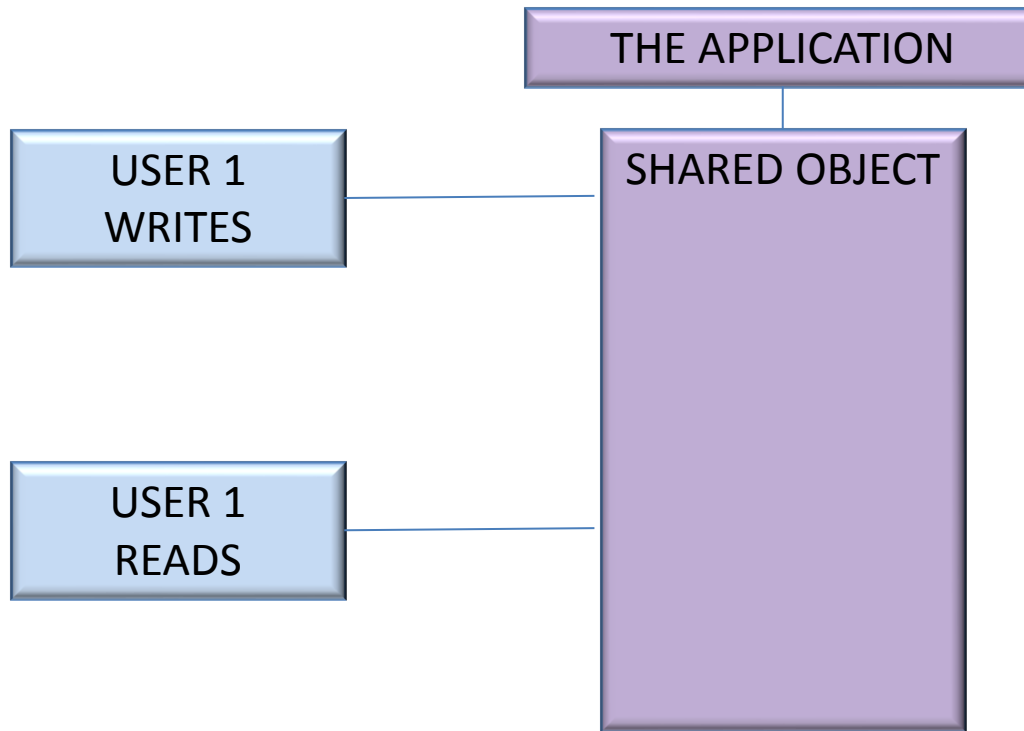 THE APPLICATION
USER 1
WRITES
SHARED OBJECT
USER 1
READS